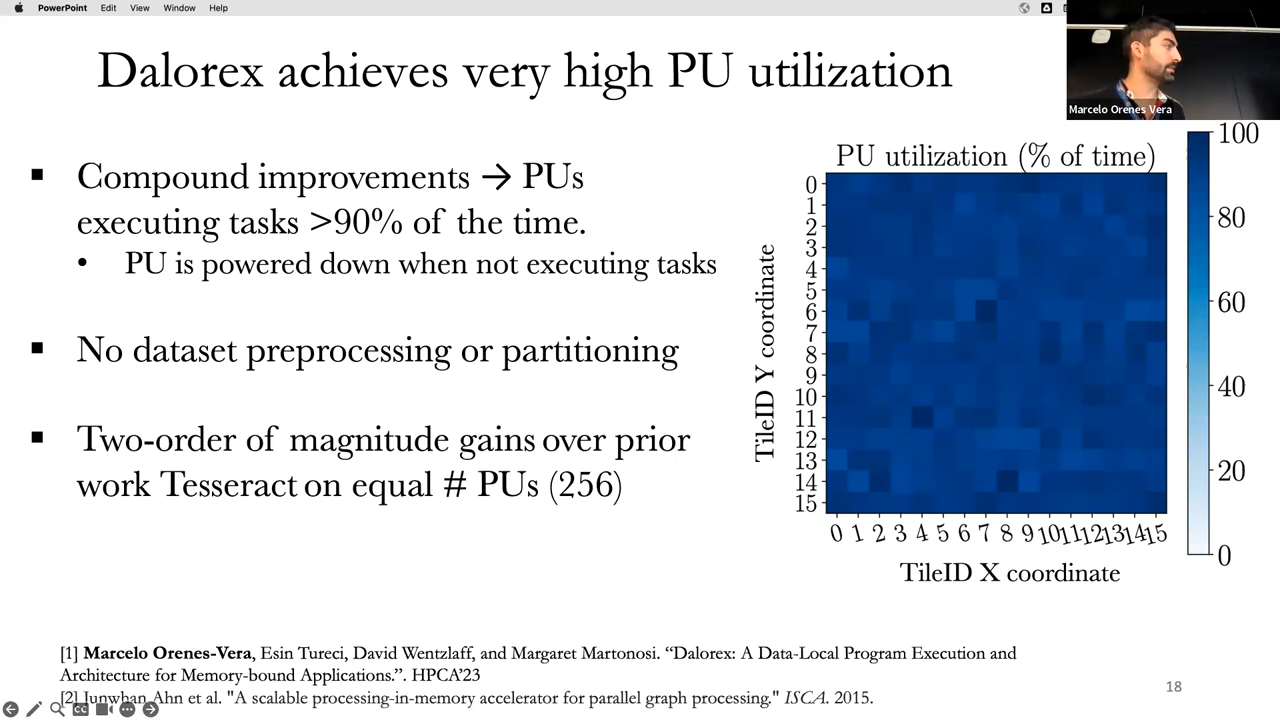 PowerPoint Edit View Window Help
Dalorex achieves very high PU utilization
Marcelo Orenes Vera
▪ Compound improvements → PUs
executing tasks >90% of the time.
• PU is powered down when not executing tasks
▪ No dataset preprocessing or partitioning
▪ Two-order of magnitude gains over prior
work Tesseract on equal # PUs (256)
PU utilization (% of time)
TileID Y coordinate
0
1
2
3
4
5
6
7
8
9
10
11
12
13
14
15
0 1 2 3 4 5 6 7 8 9 10 11 12 13 14 15
TileID X coordinate
100
80
60
40
20
0
[1] Marcelo Orenes-Vera, Esin Tureci, David Wentzlaff, and Margaret Martonosi. “Dalorex: A Data-Local Program Execution and
Architecture for Memory-bound Applications.”. HPCA’23
[2] Junwhan Ahn et al. "A scalable processing-in-memory accelerator for parallel graph processing." ISCA. 2015.
18
CC